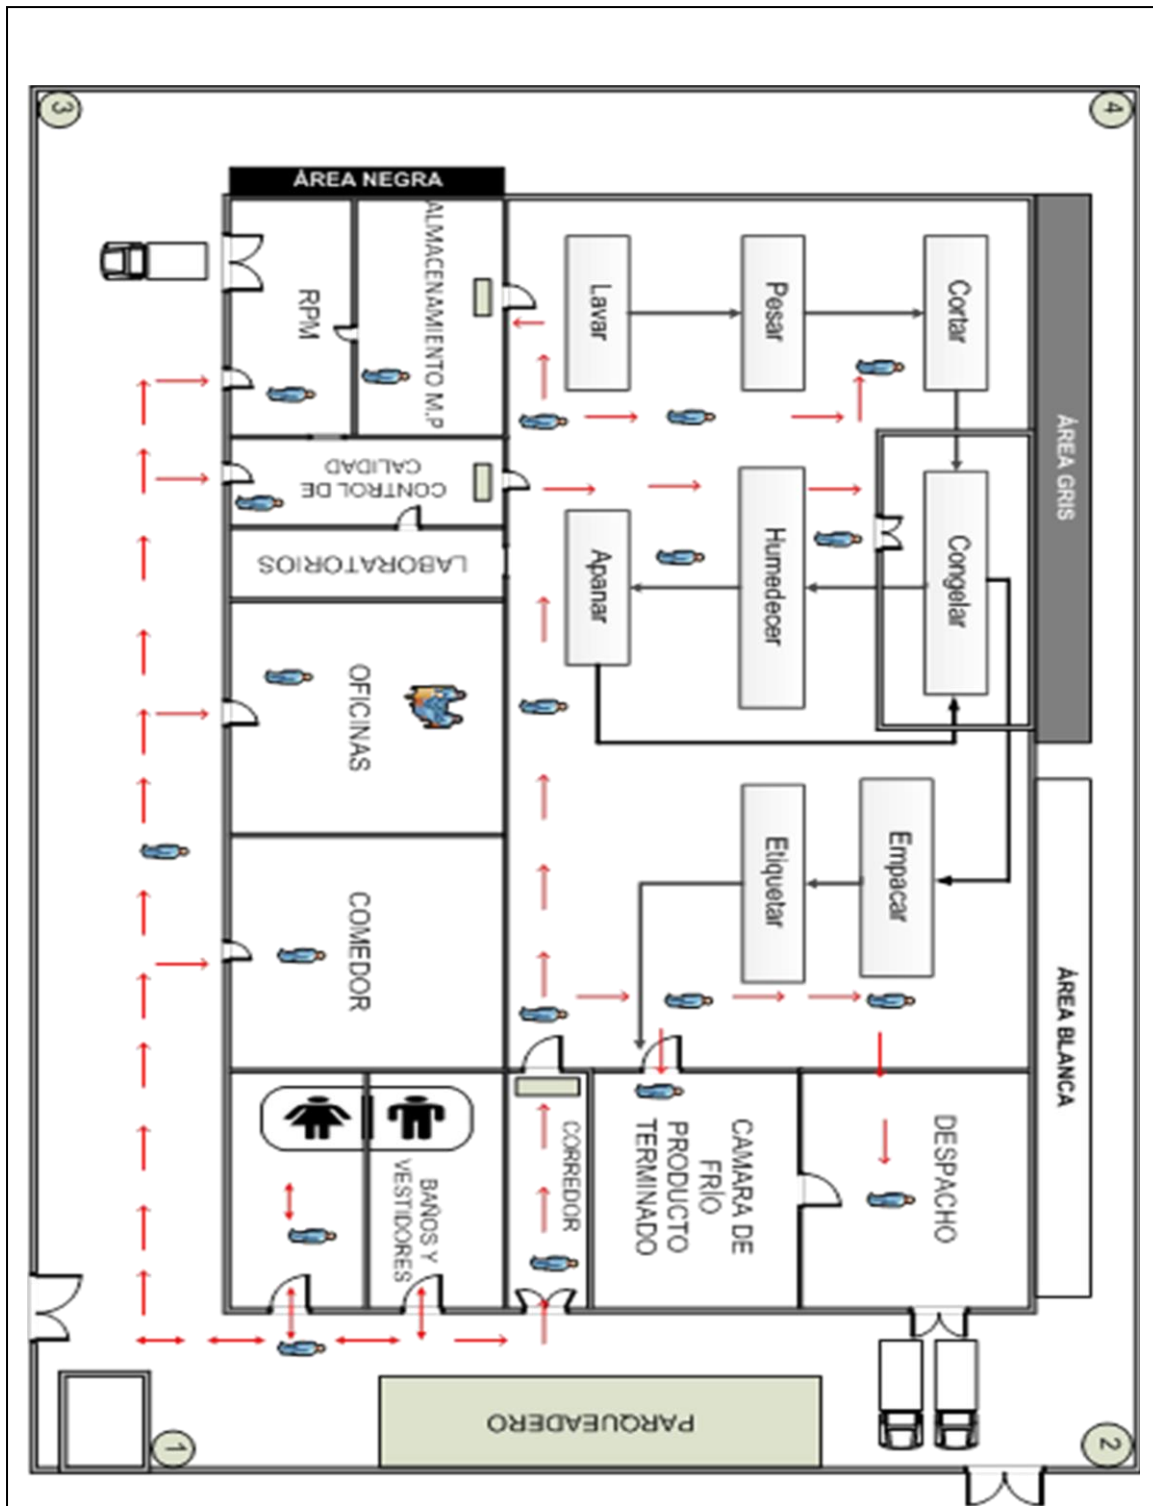 3
4
ÁREA NEGRA
ALMACENAMIENTO M.P
RPM
Lavar
Pesar
Cortar
ÁREA GRIS
CONTROL DE
CALIDAD
LABORATORIOS
Apanar
Humedecer
Congelar
OFICINAS
Etiquetar
Empacar
COMEDOR
ÁREA BLANCA
BAÑOS Y
VESTIDORES
CORREDOR
CAMARA DE
FRÍO
PRODUCTO
TERMINADO
DESPACHO
PARQUEADERO
1
2